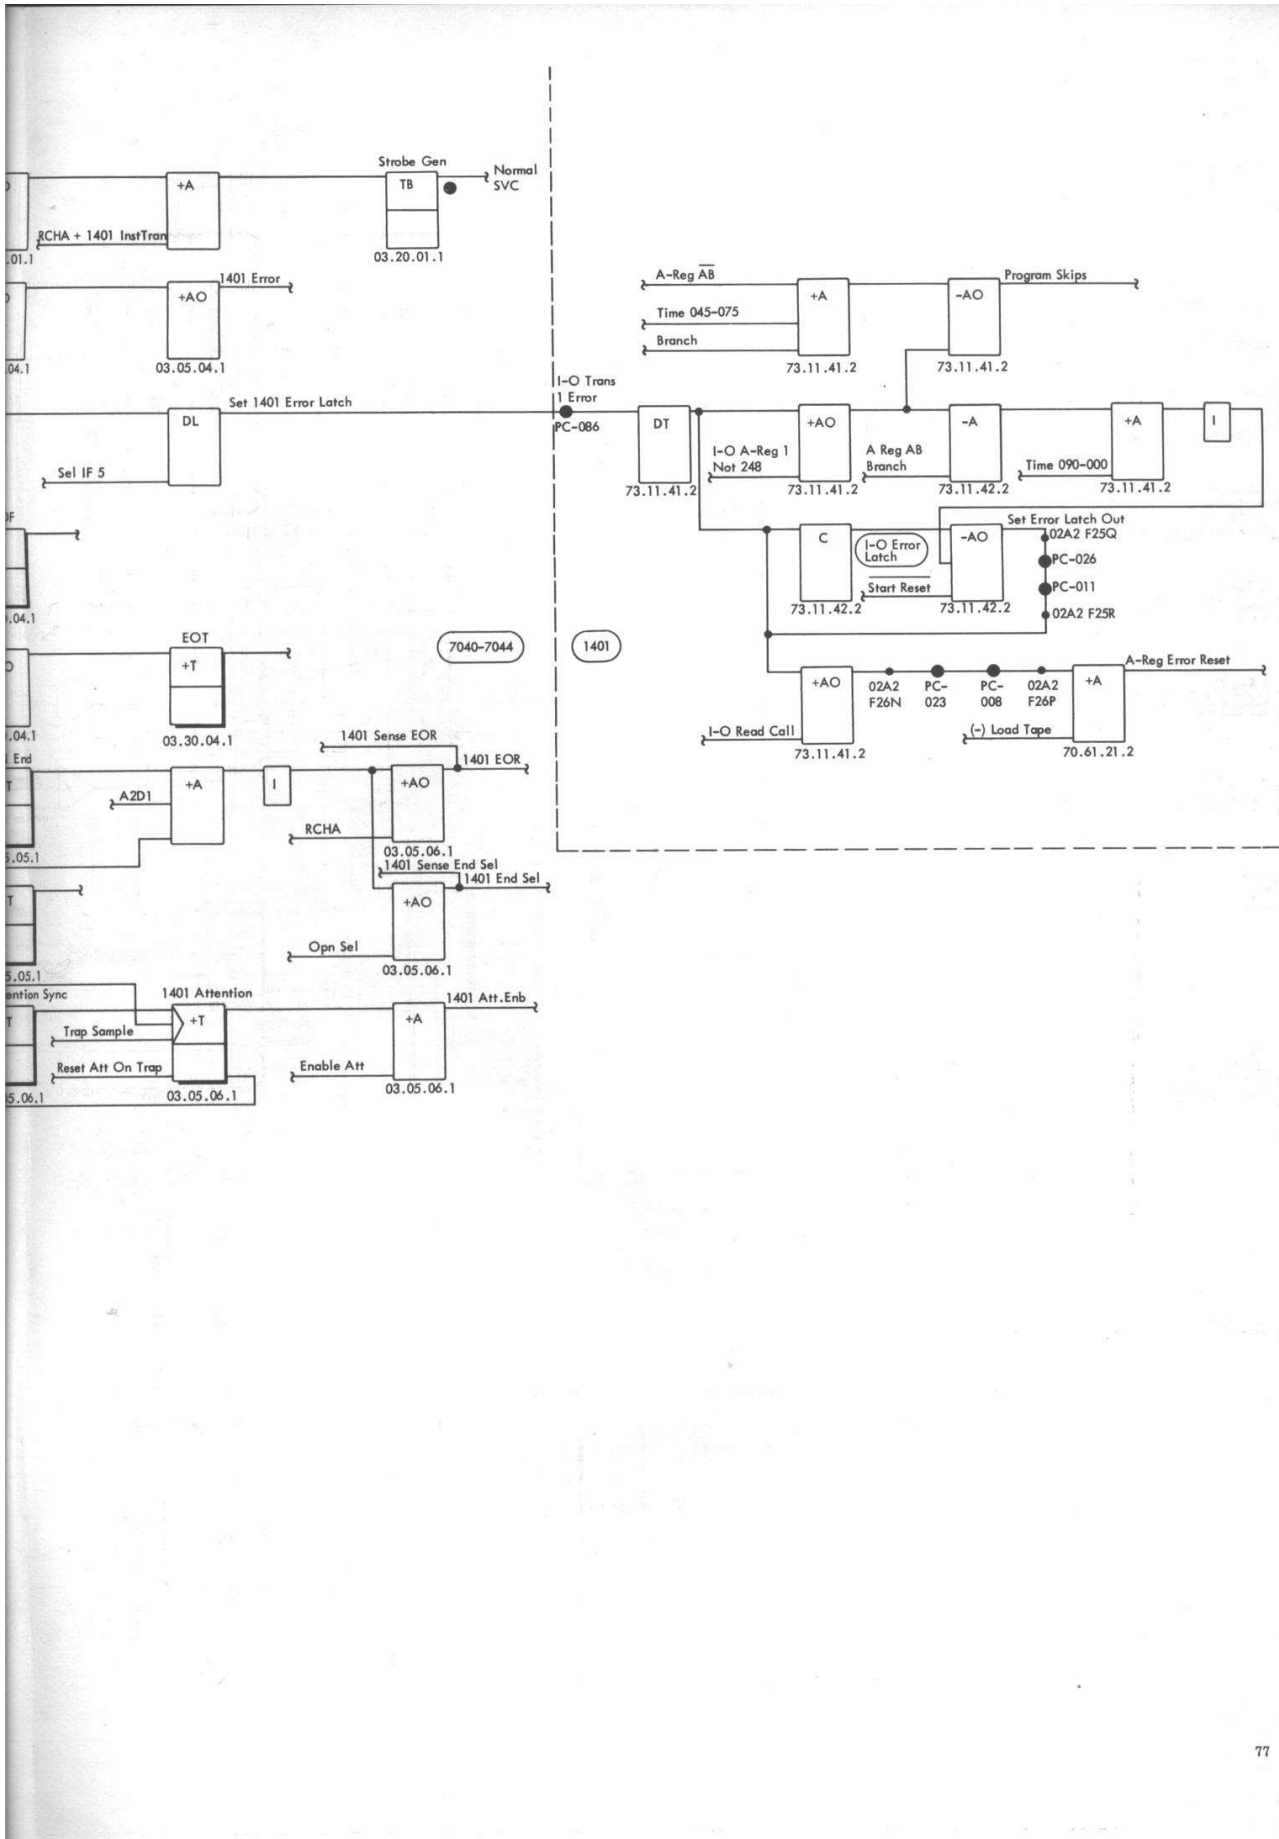 Strobe Gen
+A
TB
Normal
SVC
RCHA + 1401 InstTran
.01.1
03.20.01.1
1401 Error
+AO
04.1
03.05.04.1
A-Reg A̅B̅
Program Skips
+A
-AO
Time 045-075
Branch
73.11.41.2
73.11.41.2
I-O Trans
1 Error
PC-086
Set 1401 Error Latch
DL
Sel IF 5
DT
+AO
-A
+A
I
I-O A-Reg 1
Not 248
A Reg AB
Branch
Time 090-000
73.11.41.2
73.11.41.2
73.11.42.2
73.11.41.2
Set Error Latch Out
C
I-O Error
Latch
-AO
02A2 F25Q
PC-026
PC-011
02A2 F25R
Start Reset
73.11.42.2
73.11.42.2
.04.1
EOT
+T
7040-7044
1401
.04.1
03.30.04.1
A-Reg Error Reset
+AO
02A2
F26N
PC-
023
PC-
008
02A2
F26P
+A
I-O Read Call
(-) Load Tape
73.11.41.2
70.61.21.2
End
T
1401 Sense EOR
1401 EOR
+A
I
+AO
A2D1
RCHA
.05.1
03.05.06.1
1401 Sense End Sel
1401 End Sel
T
+AO
Opn Sel
5.05.1
03.05.06.1
ention Sync
1401 Attention
1401 Att.Enb
T
+T
+A
Trap Sample
Reset Att On Trap
Enable Att
05.06.1
03.05.06.1
03.05.06.1
77